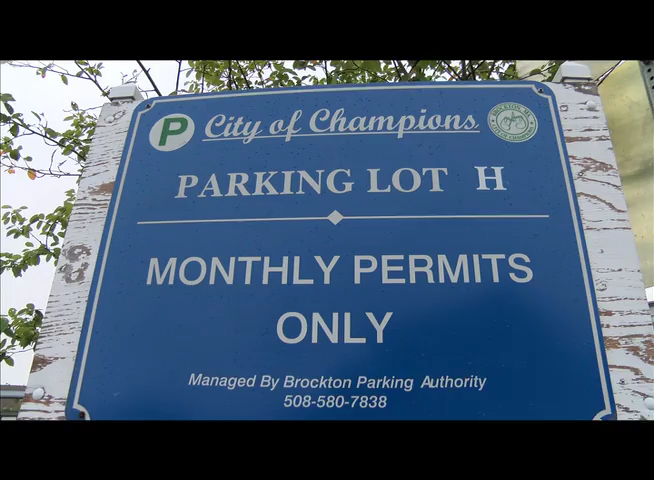 P City of Champions
PARKING LOT H
MONTHLY PERMITS
ONLY
Managed By Brockton Parking Authority
508-580-7838